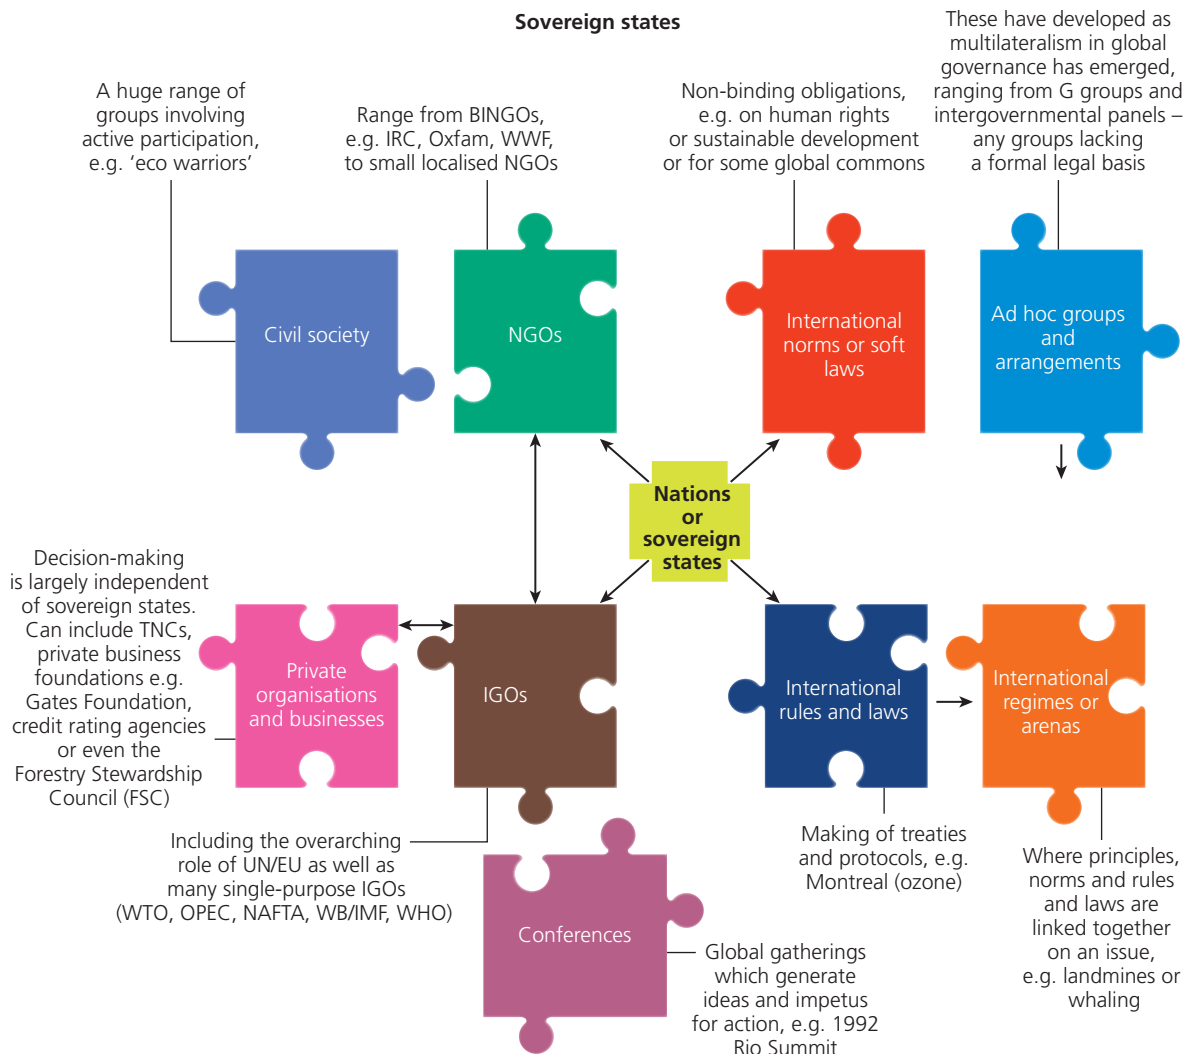 Sovereign states
A huge range of
groups involving
active participation,
e.g. ‘eco warriors’
Range from BINGOs,
e.g. IRC, Oxfam, WWF,
to small localised NGOs
Non-binding obligations,
e.g. on human rights
or sustainable development
or for some global commons
These have developed as
multilateralism in global
governance has emerged,
ranging from G groups and
intergovernmental panels –
any groups lacking
a formal legal basis
Civil society
NGOs
International
norms or soft
laws
Ad hoc groups
and
arrangements
Nations
or
sovereign
states
Decision-making
is largely independent
of sovereign states.
Can include TNCs,
private business
foundations e.g.
Gates Foundation,
credit rating agencies
or even the
Forestry Stewardship
Council (FSC)
Private
organisations
and businesses
IGOs
International
rules and laws
International
regimes or
arenas
Including the overarching
role of UN/EU as well as
many single-purpose IGOs
(WTO, OPEC, NAFTA, WB/IMF, WHO)
Making of treaties
and protocols, e.g.
Montreal (ozone)
Where principles,
norms and rules
and laws are
linked together
on an issue,
e.g. landmines or
whaling
Conferences
Global gatherings
which generate
ideas and impetus
for action, e.g. 1992
Rio Summit